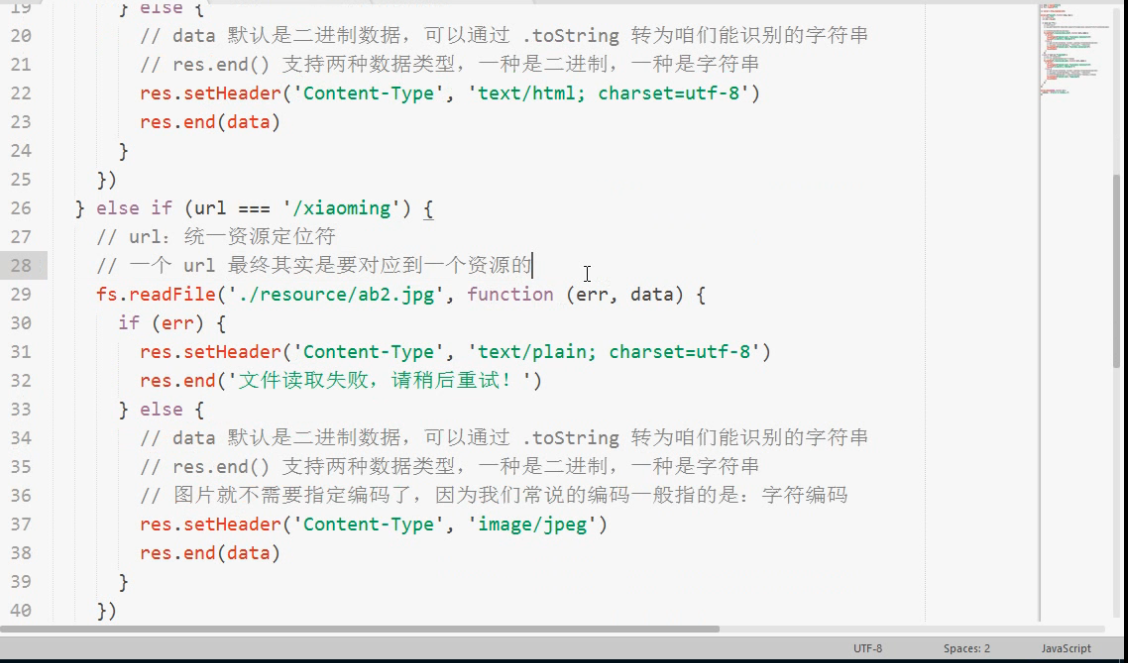 19 } else {
20 // data 默认是二进制数据，可以通过 .toString 转为咱们能识别的字符串
21 // res.end() 支持两种数据类型，一种是二进制，一种是字符串
22 res.setHeader('Content-Type', 'text/html; charset=utf-8')
23 res.end(data)
24 }
25 })
26 } else if (url === '/xiaoming') {
27 // url：统一资源定位符
28 // 一个 url 最终其实是要对应到一个资源的
29 fs.readFile('./resource/ab2.jpg', function (err, data) {
30 if (err) {
31 res.setHeader('Content-Type', 'text/plain; charset=utf-8')
32 res.end('文件读取失败，请稍后重试！')
33 } else {
34 // data 默认是二进制数据，可以通过 .toString 转为咱们能识别的字符串
35 // res.end() 支持两种数据类型，一种是二进制，一种是字符串
36 // 图片就不需要指定编码了，因为我们常说的编码一般指的是：字符编码
37 res.setHeader('Content-Type', 'image/jpeg')
38 res.end(data)
39 }
40 })
UTF-8 Spaces: 2 JavaScript